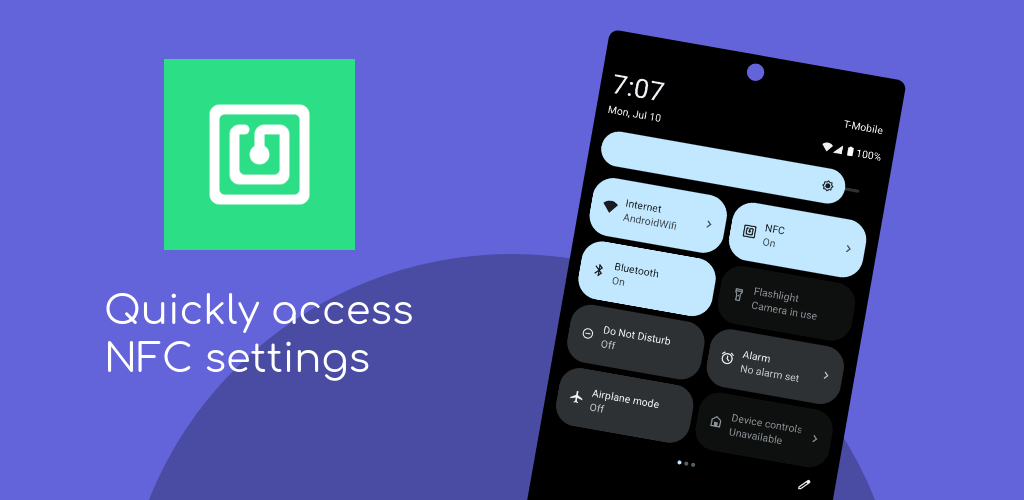 Quickly access
NFC settings
7:07
Mon, Jul 10
T-Mobile
100%
Internet
AndroidWifi
NFC
On
Bluetooth
On
Flashlight
Camera in use
Do Not Disturb
Off
Alarm
No alarm set
Airplane mode
Off
Device controls
Unavailable